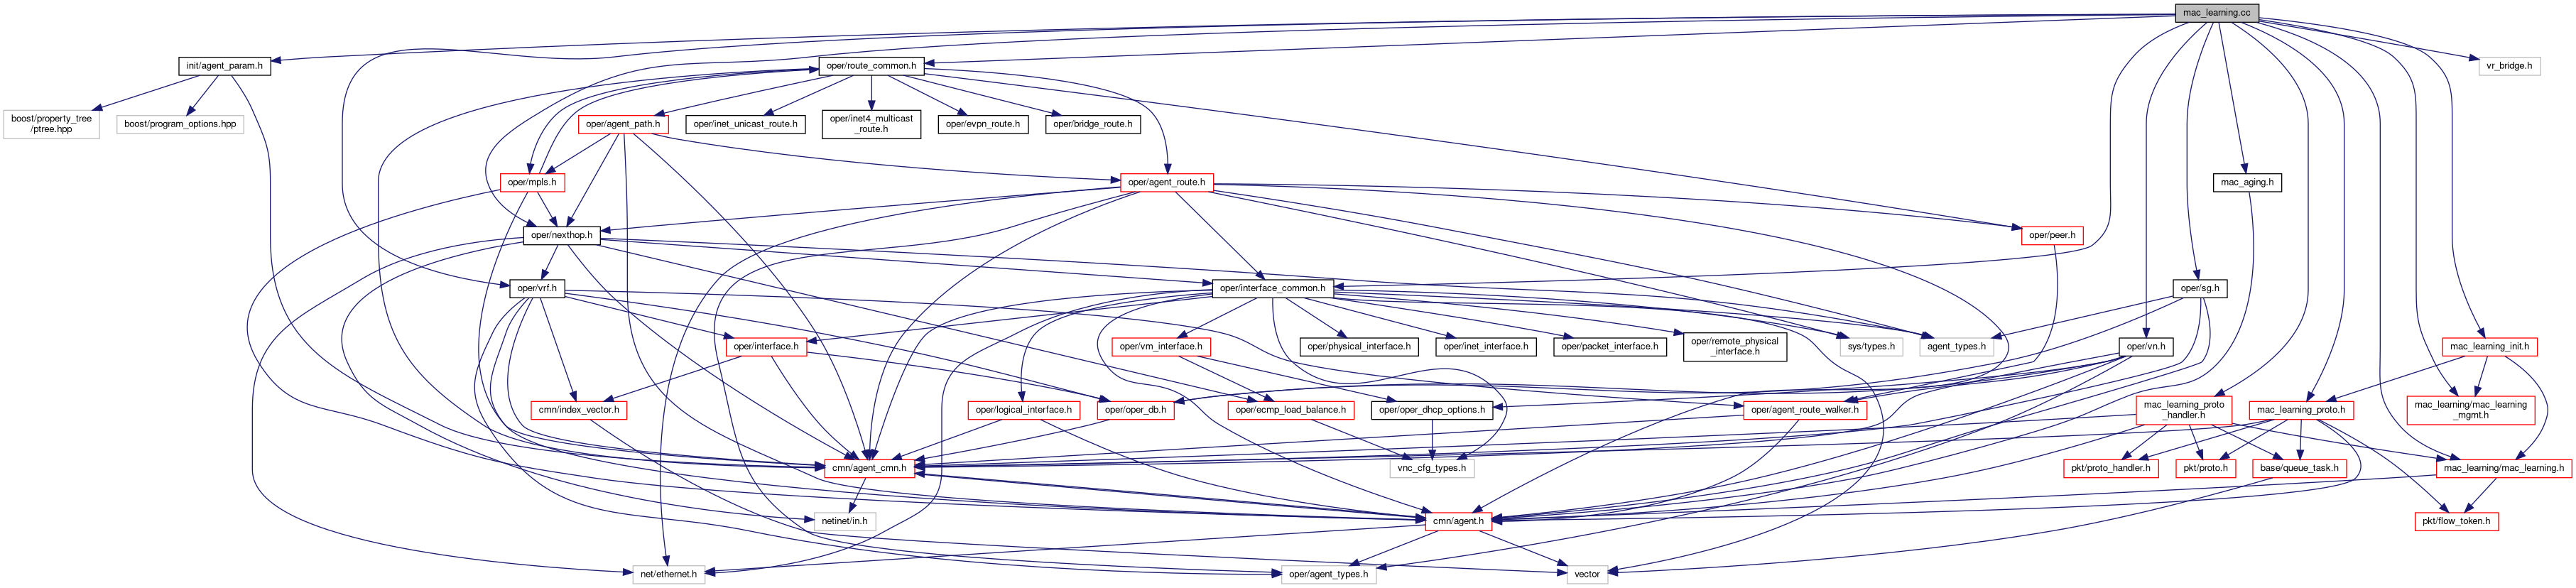 mac_learning.cc
init/agent_param.h
oper/route_common.h
vr_bridge.h
boost/property_tree
/ptree.hpp
boost/program_options.hpp
oper/agent_path.h
oper/inet_unicast_route.h
oper/inet4_multicast
_route.h
oper/evpn_route.h
oper/bridge_route.h
oper/mpls.h
oper/agent_route.h
mac_aging.h
oper/nexthop.h
oper/peer.h
oper/vrf.h
oper/interface_common.h
oper/sg.h
oper/interface.h
oper/vm_interface.h
oper/physical_interface.h
oper/inet_interface.h
oper/packet_interface.h
oper/remote_physical
_interface.h
sys/types.h
agent_types.h
oper/vn.h
mac_learning_init.h
cmn/index_vector.h
oper/logical_interface.h
oper/oper_db.h
oper/ecmp_load_balance.h
oper/oper_dhcp_options.h
oper/agent_route_walker.h
mac_learning_proto
_handler.h
mac_learning_proto.h
mac_learning/mac_learning
_mgmt.h
cmn/agent_cmn.h
vnc_cfg_types.h
pkt/proto_handler.h
pkt/proto.h
base/queue_task.h
mac_learning/mac_learning.h
netinet/in.h
cmn/agent.h
pkt/flow_token.h
net/ethernet.h
oper/agent_types.h
vector